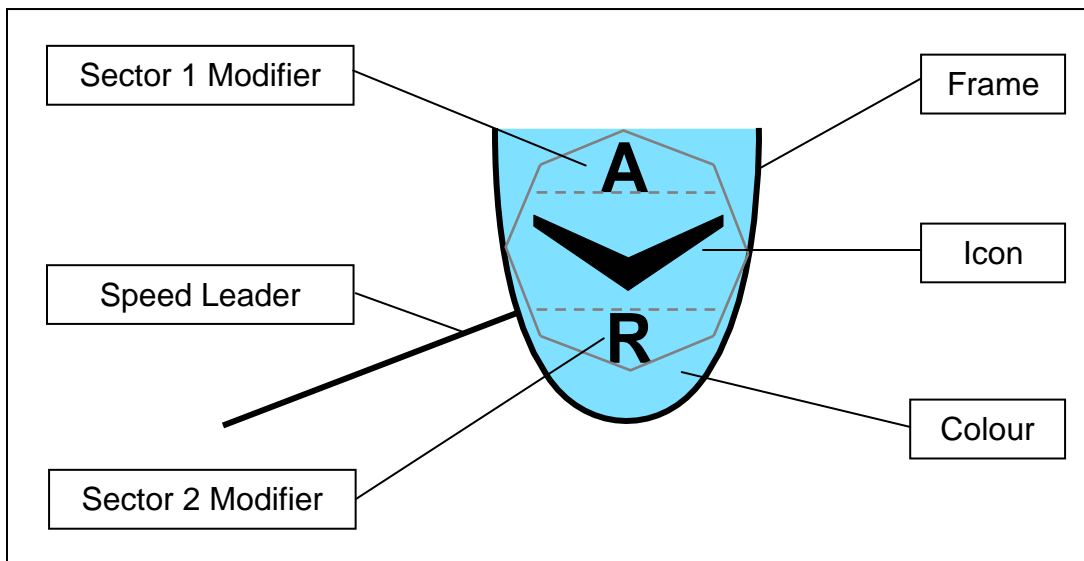 Sector 1 Modifier
Frame
A
Icon
Speed Leader
R
Colour
Sector 2 Modifier